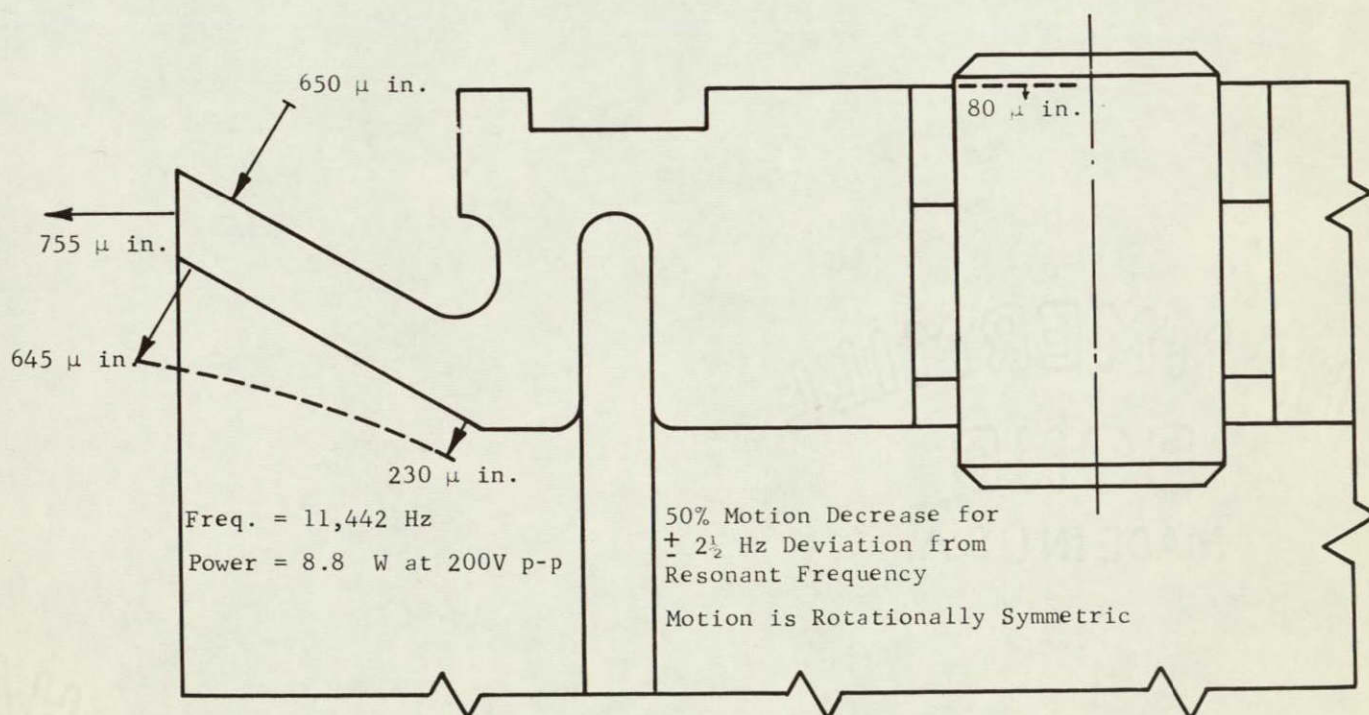 650 μ in.
80 μ in.
755 μ in.
645 μ in
230 μ in.
Freq. = 11,442 Hz
Power = 8.8 W at 200V p-p
50% Motion Decrease for
± 2½ Hz Deviation from
Resonant Frequency
Motion is Rotationally Symmetric